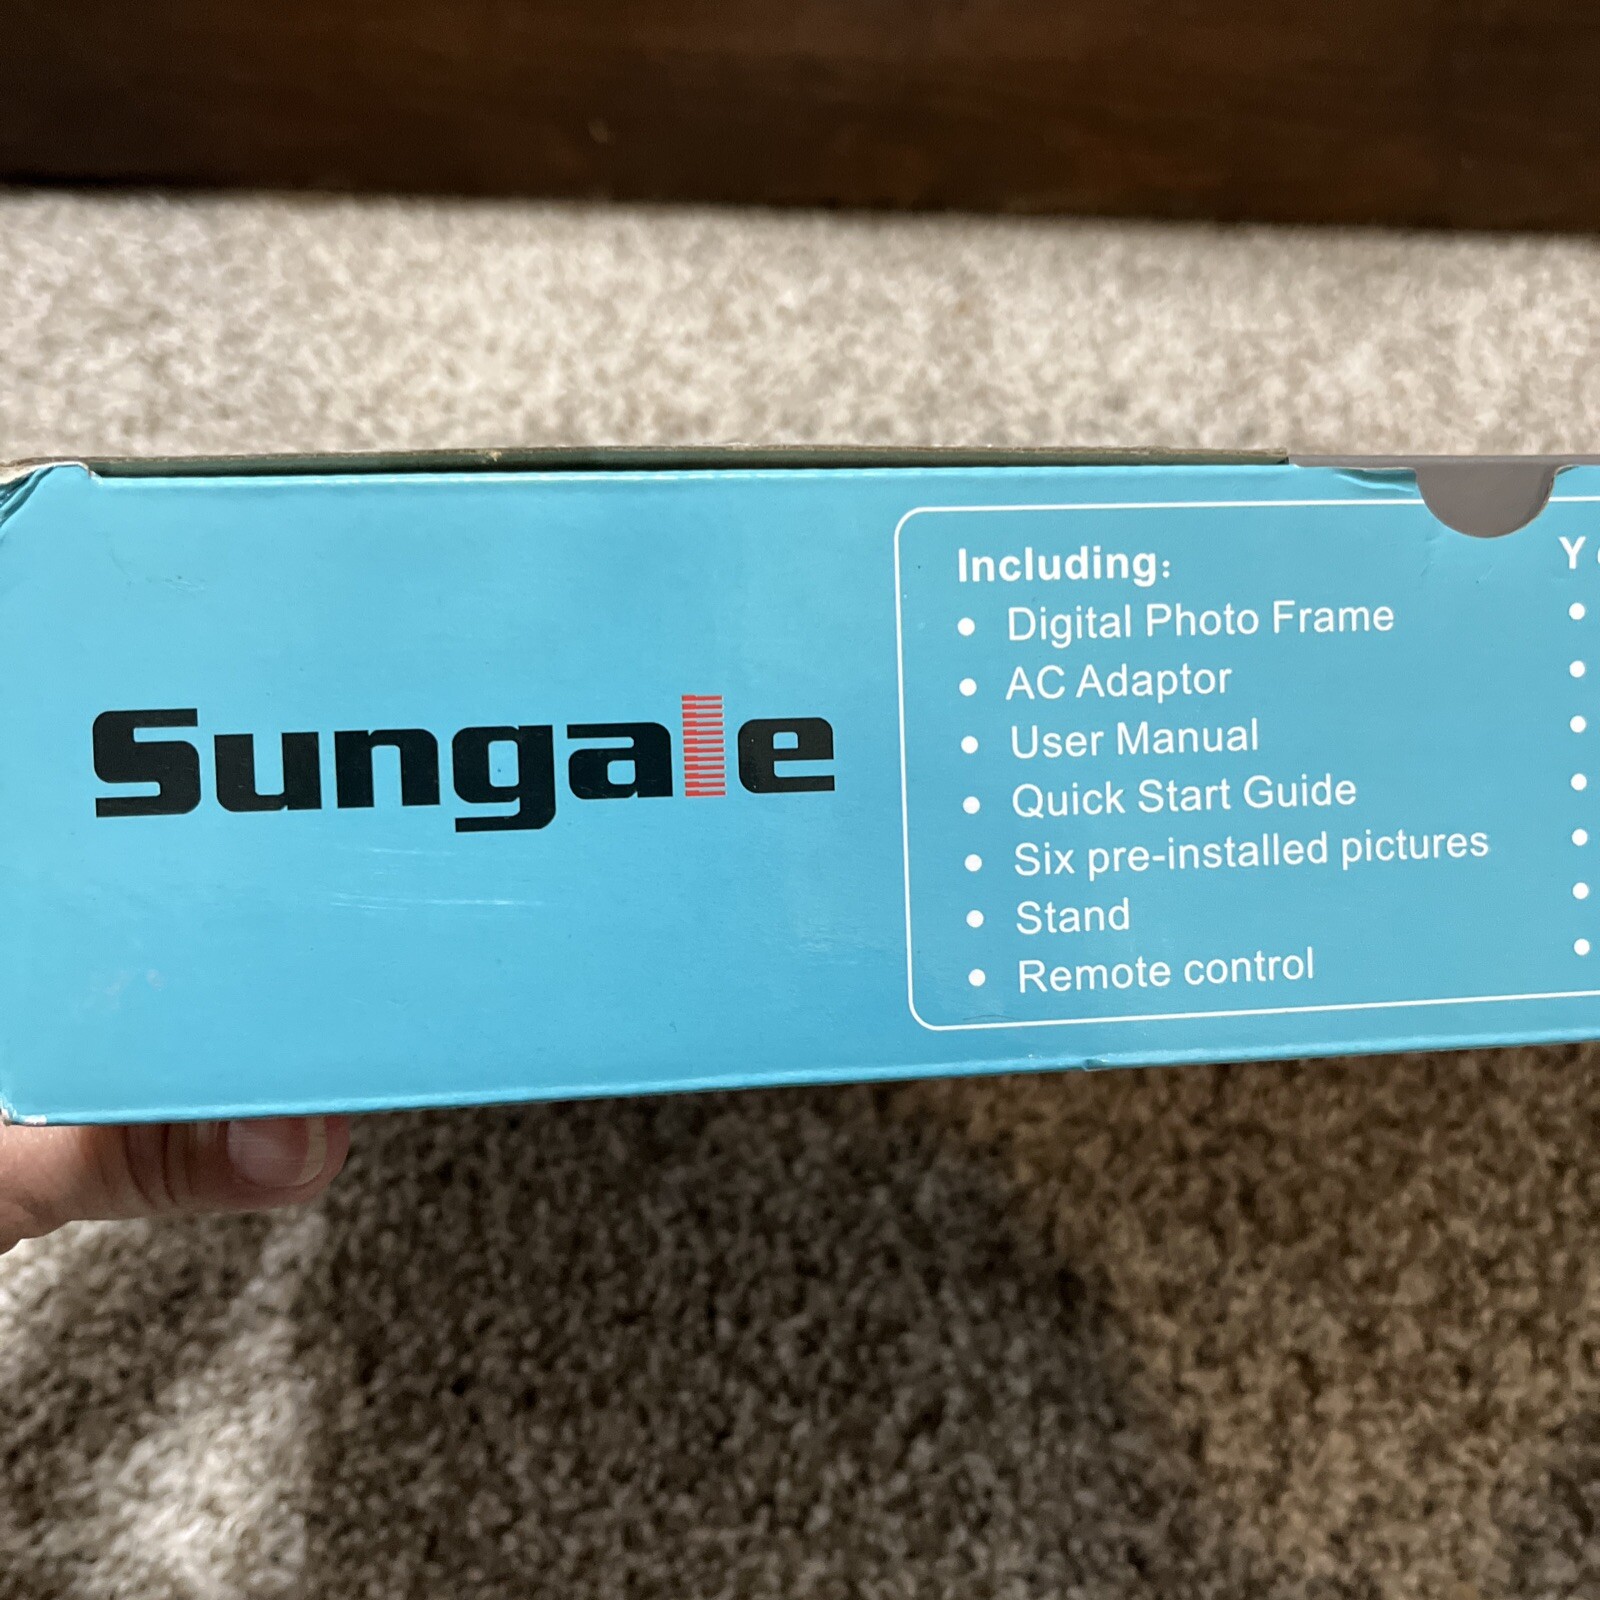 Sungale
Including:
Digital Photo Frame
AC Adaptor
User Manual
Quick Start Guide
Six pre-installed pictures
Stand
Remote control